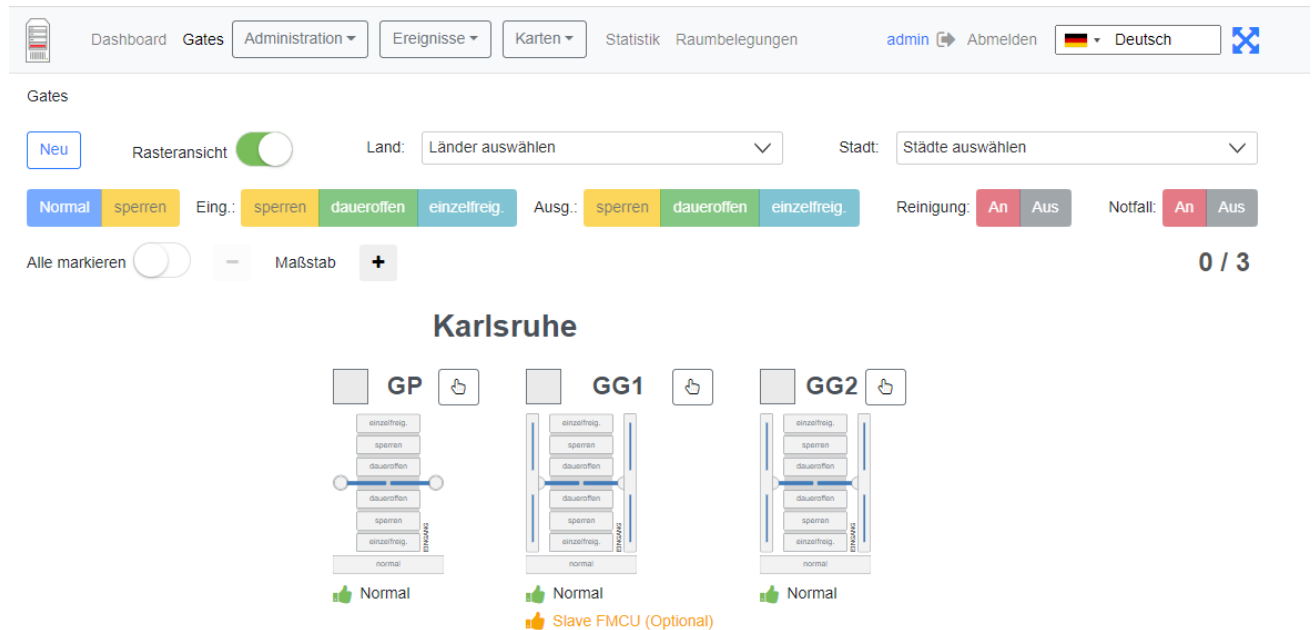 Dashboard Gates Administration Ereignisse Karten Statistik Raumbelegungen admin Abmelden Deutsch
Gates
Neu Rasteransicht Land: Länder auswählen Stadt: Städte auswählen
Normal sperren Eing.: sperren daueroffen einzelfreig. Ausg.: sperren daueroffen einzelfreig. Reinigung: An Aus Notfall: An Aus
Alle markieren − Maßstab + 0 / 3
Karlsruhe
GP GG1 GG2
einzelfreig. einzelfreig. einzelfreig.
sperren sperren sperren
daueroffen daueroffen daueroffen
daueroffen daueroffen daueroffen
sperren sperren sperren
einzelfreig. EINGANG einzelfreig. EINGANG einzelfreig. EINGANG
normal normal normal
Normal Normal Normal
Slave FMCU (Optional)